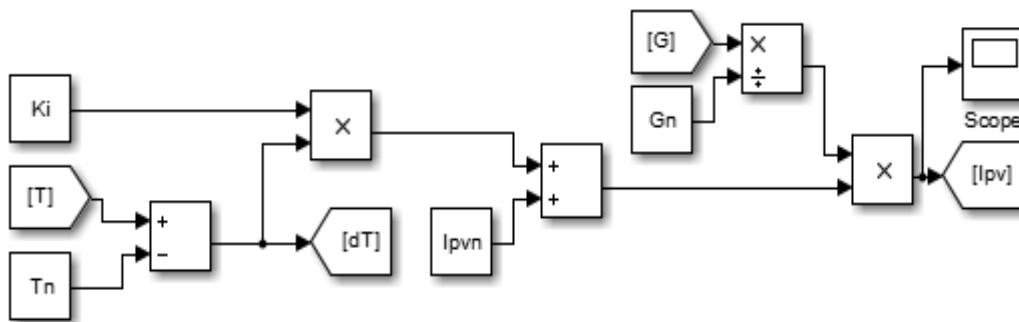 [G]
Ki
×
×
÷
Gn
Scope
[T]
+
−
[dT]
+
+
Ipvn
×
[Ipv]
Tn